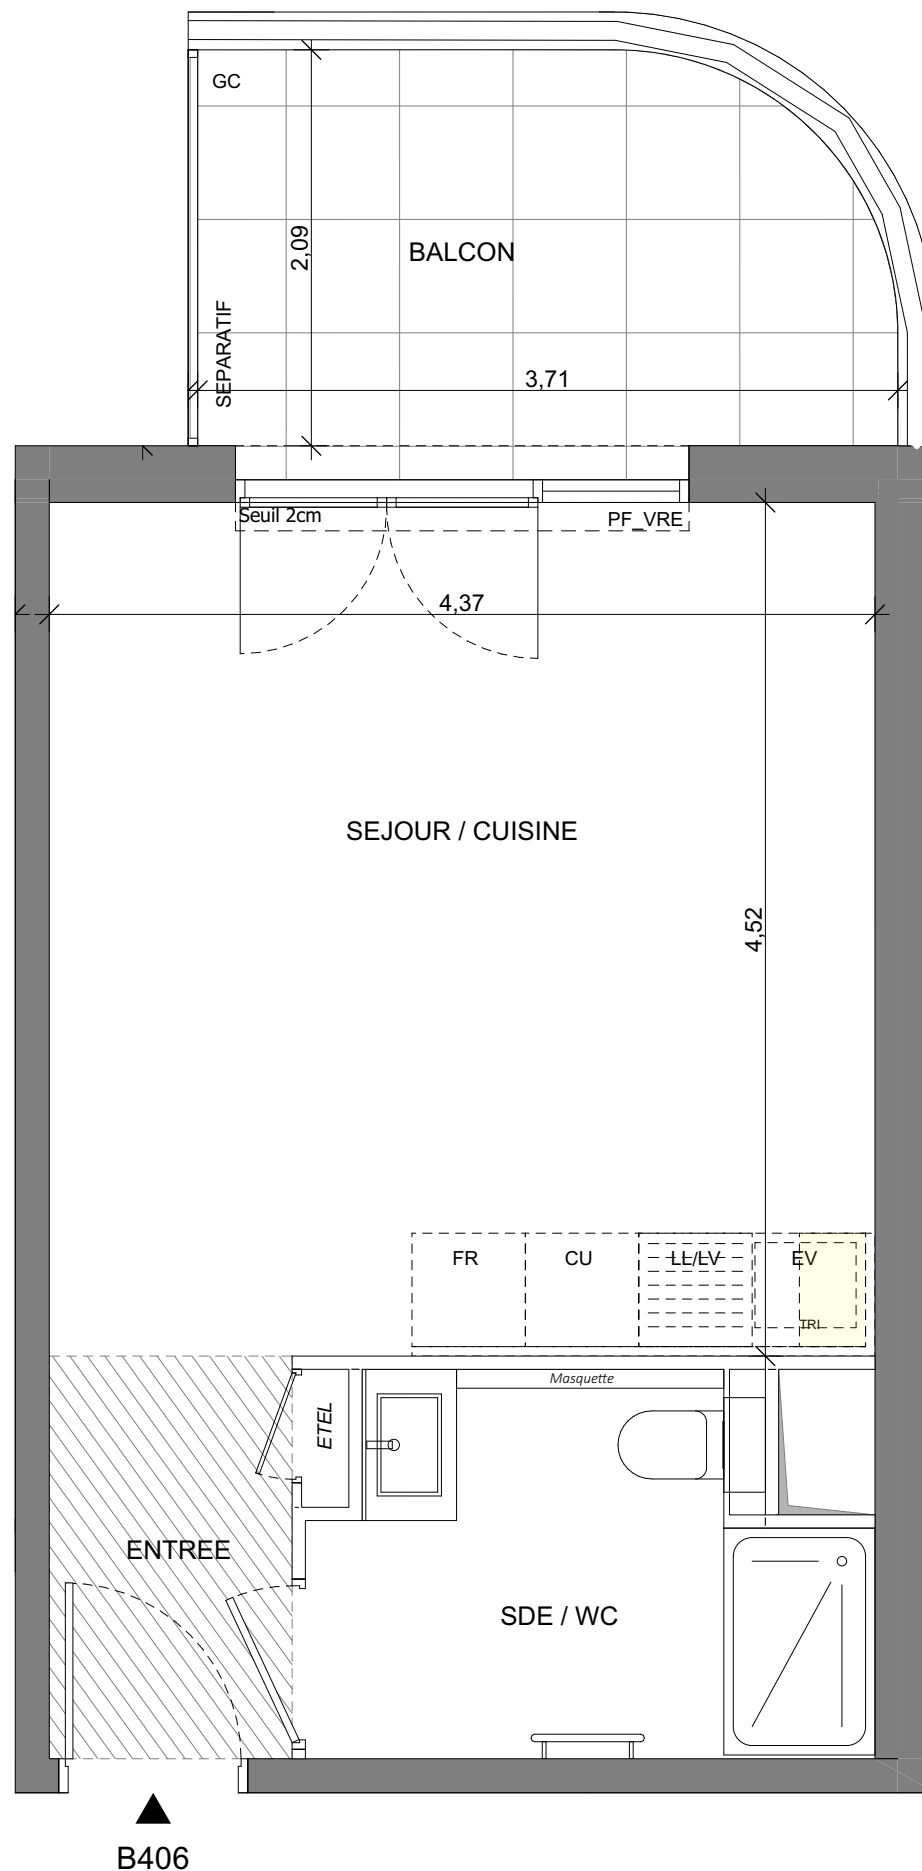 GC
2,09
BALCON
SEPARATIF
3,71
Seuil 2cm
PF_VRE
4,37
SEJOUR / CUISINE
4,52
FR
CU
LL/LV
EV
TRI
Masquette
ETEL
ENTREE
SDE / WC
B406